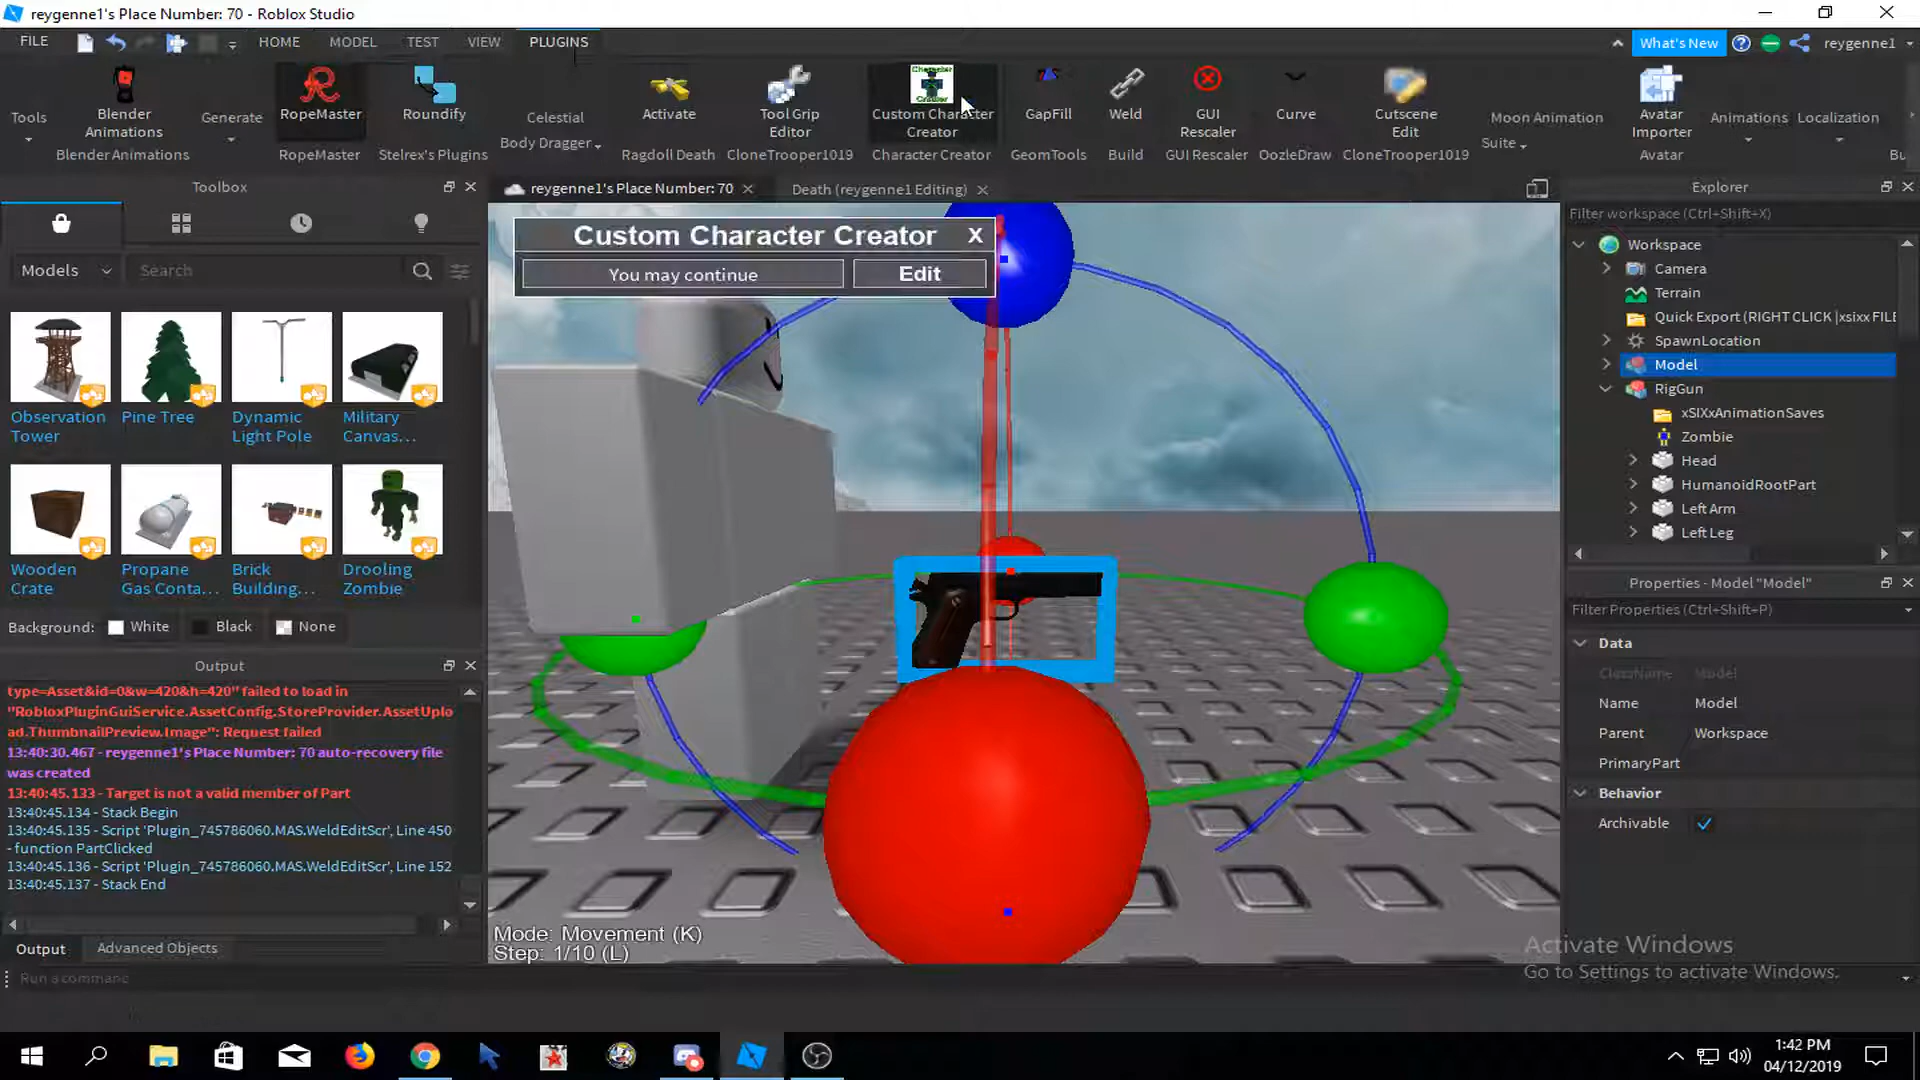 reygenne1's Place Number: 70 - Roblox Studio
FILE
HOME
MODEL
TEST
VIEW
PLUGINS
What's New
reygenne1
Tools
Blender
Animations
Blender Animations
Generate
RopeMaster
RopeMaster
Roundify
Stelrex's Plugins
Celestial
Body Dragger
Activate
Ragdoll Death
Tool Grip
Editor
CloneTrooper1019
Character
Creator
Custom Character
Creator
Character Creator
GapFill
GeomTools
Weld
Build
GUI
Rescaler
GUI Rescaler
Curve
OozleDraw
Cutscene
Edit
CloneTrooper1019
Moon Animation
Suite
Avatar
Importer
Avatar
Animations
Localization
Toolbox
Models
Search
Observation
Tower
Pine Tree
Dynamic
Light Pole
Military
Canvas...
Wooden
Crate
Propane
Gas Conta...
Brick
Building...
Drooling
Zombie
Background:
White
Black
None
Output
type=Asset&id=0&w=420&h=420" failed to load in
"RobloxPluginGuiService.AssetConfig.StoreProvider.AssetUplo
ad.ThumbnailPreview.Image": Request failed
13:40:30.467 - reygenne1's Place Number: 70 auto-recovery file
was created
13:40:45.133 - Target is not a valid member of Part
13:40:45.134 - Stack Begin
13:40:45.135 - Script 'Plugin_745786060.MAS.WeldEditScr', Line 450
- function PartClicked
13:40:45.136 - Script 'Plugin_745786060.MAS.WeldEditScr', Line 152
13:40:45.137 - Stack End
Output
Advanced Objects
Run a command
reygenne1's Place Number: 70
Death (reygenne1 Editing)
Custom Character Creator
X
You may continue
Edit
Mode: Movement (K)
Step: 1/10 (L)
Explorer
Filter workspace (Ctrl+Shift+X)
Workspace
Camera
Terrain
Quick Export (RIGHT CLICK |xsixx FILE
SpawnLocation
Model
RigGun
xSIXxAnimationSaves
Zombie
Head
HumanoidRootPart
Left Arm
Left Leg
Properties - Model "Model"
Filter Properties (Ctrl+Shift+P)
Data
ClassName
Model
Name
Model
Parent
Workspace
PrimaryPart
Behavior
Archivable
Activate Windows
Go to Settings to activate Windows.
1:42 PM
04/12/2019